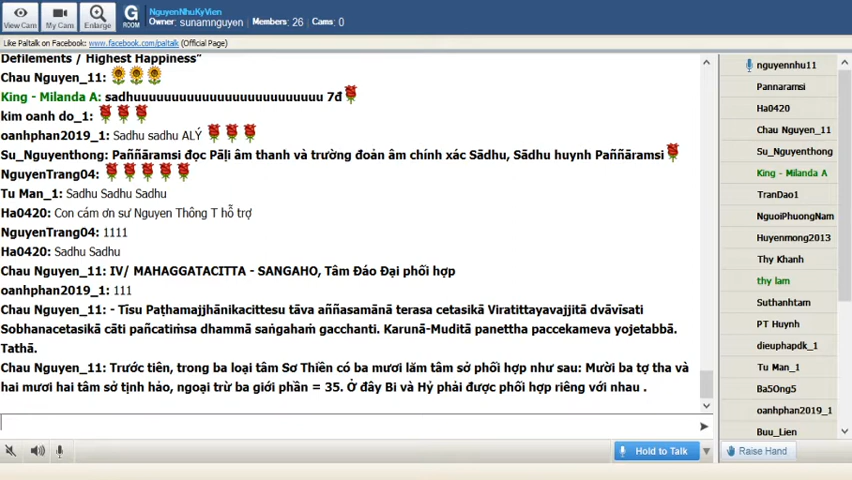 View Cam
My Cam
Enlarge
G
ROOM
NguyenNhuKyVien
Owner: sunamnguyen Members: 26 Cams: 0
Like Paltalk on Facebook: www.facebook.com/paltalk (Official Page)
Defilements / Highest Happiness"
Chau Nguyen_11:
King - Milanda A: sadhuuuuuuuuuuuuuuuuuuuuuuuuu 7đ
kim oanh do_1:
oanhphan2019_1: Sadhu sadhu ALÝ
Su_Nguyenthong: Paññāramsi đọc Pāḷi âm thanh và trường đoản âm chính xác Sādhu, Sādhu huynh Paññāramsi
NguyenTrang04:
Tu Man_1: Sadhu Sadhu Sadhu
Ha0420: Con cám ơn sư Nguyen Thông T hỗ trợ
NguyenTrang04: 1111
Ha0420: Sadhu Sadhu
Chau Nguyen_11: IV/ MAHAGGATACITTA - SANGAHO, Tâm Đáo Đại phối hợp
oanhphan2019_1: 111
Chau Nguyen_11: - Tīsu Paṭhamajjhānikacittesu tāva aññasamānā terasa cetasikā Viratittayavajjitā dvāvīsati
Sobhanacetasikā cāti pañcatiṁsa dhammā saṅgahaṁ gacchanti. Karunā-Muditā panettha paccekameva yojetabbā.
Tathā.
Chau Nguyen_11: Trước tiên, trong ba loại tâm Sơ Thiền có ba mươi lăm tâm sở phối hợp như sau: Mười ba tợ tha và
hai mươi hai tâm sở tịnh hảo, ngoại trừ ba giới phần = 35. Ở đây Bi và Hỷ phải được phối hợp riêng với nhau .
Hold to Talk
nguyennhu11
Pannaramsi
Ha0420
Chau Nguyen_11
Su_Nguyenthong
King - Milanda A
TranDao1
NguoiPhuongNam
Huyenmong2013
Thy Khanh
thy lam
Suthanhtam
PT Huynh
dieuphapdk_1
Tu Man_1
Ba5Ong5
oanhphan2019_1
Buu_Lien
Raise Hand